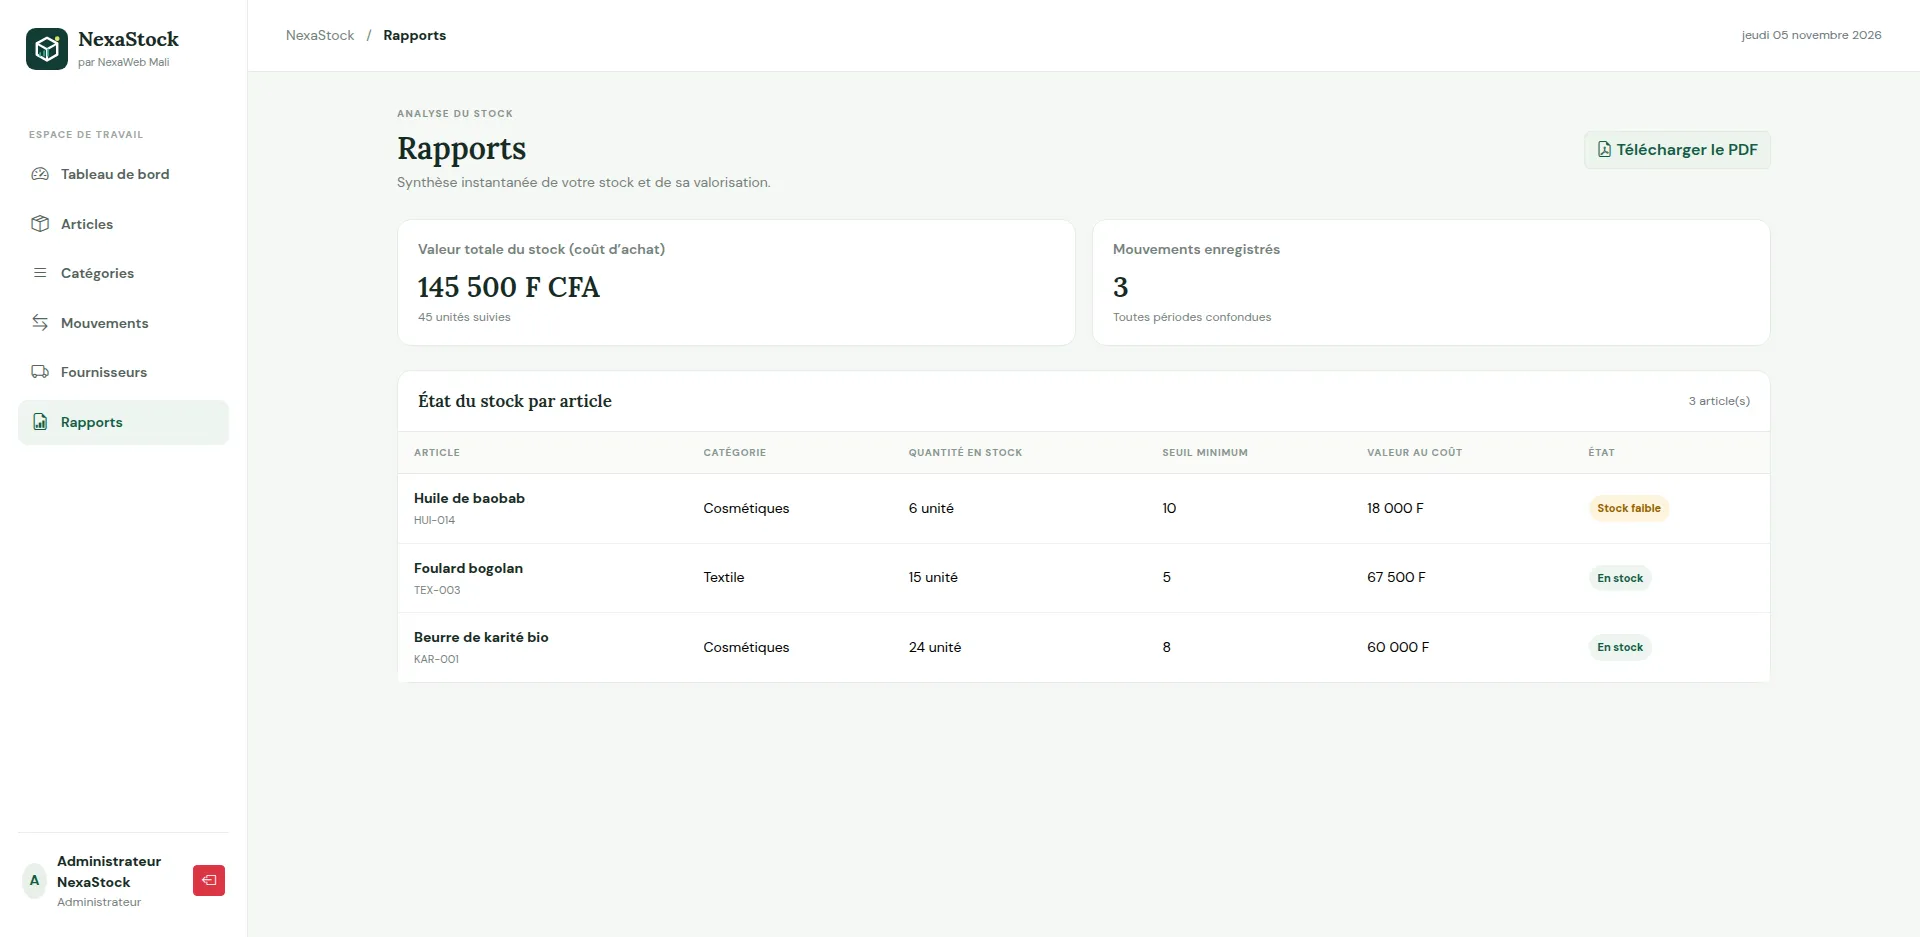 NexaStock
par NexaWeb Mali
ESPACE DE TRAVAIL
Tableau de bord
Articles
Catégories
Mouvements
Fournisseurs
Rapports
A
Administrateur
NexaStock
Administrateur
NexaStock / Rapports
jeudi 05 novembre 2026
ANALYSE DU STOCK
Rapports
Synthèse instantanée de votre stock et de sa valorisation.
Télécharger le PDF
Valeur totale du stock (coût d’achat)
145 500 F CFA
45 unités suivies
Mouvements enregistrés
3
Toutes périodes confondues
État du stock par article
3 article(s)
ARTICLE CATÉGORIE QUANTITÉ EN STOCK SEUIL MINIMUM VALEUR AU COÛT ÉTAT
Huile de baobab
HUI-014
Cosmétiques 6 unité 10 18 000 F Stock faible
Foulard bogolan
TEX-003
Textile 15 unité 5 67 500 F En stock
Beurre de karité bio
KAR-001
Cosmétiques 24 unité 8 60 000 F En stock